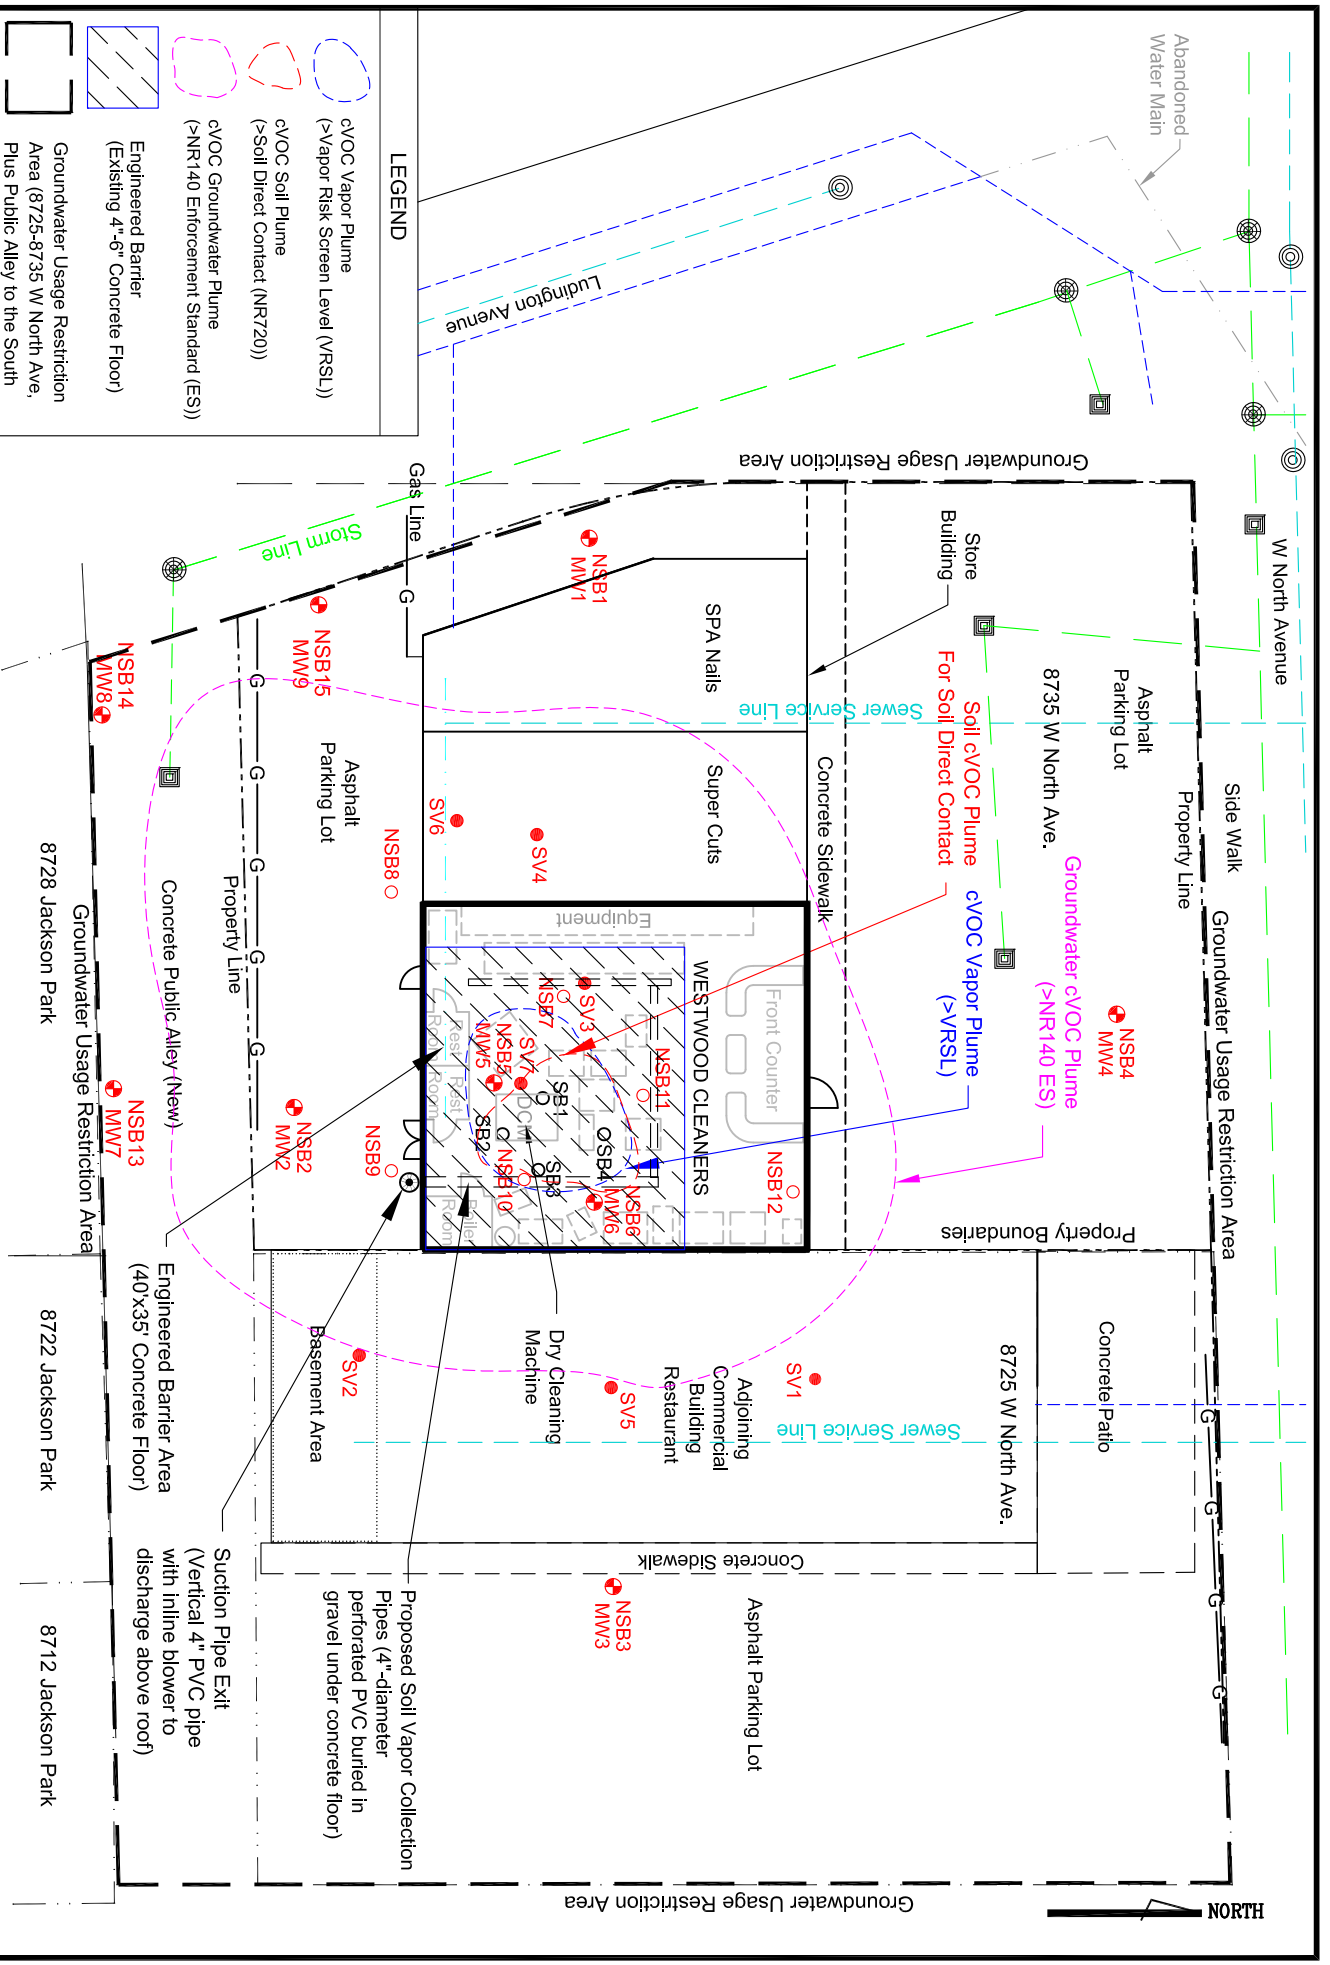 NORTH
W North Avenue
Abandoned
Water Main
Side Walk
Groundwater Usage Restriction Area
Property Line
Asphalt
Parking Lot
8735 W North Ave.
Groundwater cVOC Plume
(>NR140 ES)
NSB4
MW4
Property Boundaries
Concrete Patio
8725 W North Ave.
G
G
G
G
Store
Building
Soil cVOC Plume
For Soil Direct Contact
cVOC Vapor Plume
(>VRSL)
Groundwater Usage Restriction Area
Ludington Avenue
Sewer Service Line
Concrete Sidewalk
SPA Nails
Super Cuts
WESTWOOD CLEANERS
Front Counter
Equipment
NSB12
NSB11
NSB1
MW1
SV4
SV6
SV3
NSB7
SV7
NSB5
MW5
SB1
SB2
SB3
OSB4
DCM
NSB10
NSB6
MW6
Rest
Room
Rest
Room
Boiler
Room
SV1
Adjoining
Commercial
Building
Restaurant
SV5
Sewer Service Line
Dry Cleaning
Machine
SV2
Basement Area
Concrete Sidewalk
NSB3
MW3
Asphalt Parking Lot
Groundwater Usage Restriction Area
Gas Line
G
Storm Line
NSB15
MW9
Asphalt
Parking Lot
NSB8
NSB9
NSB2
MW2
G
G
G
G
G
Property Line
Concrete Public Alley (New)
NSB14
MW8
NSB13
MW7
Groundwater Usage Restriction Area
Engineered Barrier Area
(40'x35' Concrete Floor)
Suction Pipe Exit
(Vertical 4" PVC pipe
with inline blower to
discharge above roof)
Proposed Soil Vapor Collection
Pipes (4"-diameter
perforated PVC buried in
gravel under concrete floor)
8728 Jackson Park
8722 Jackson Park
8712 Jackson Park
LEGEND
cVOC Vapor Plume
(>Vapor Risk Screen Level (VRSL))
cVOC Soil Plume
(>Soil Direct Contact (NR720))
cVOC Groundwater Plume
(>NR140 Enforcement Standard (ES))
Engineered Barrier
(Existing 4"-6" Concrete Floor)
Groundwater Usage Restriction
Area (8725-8735 W North Ave,
Plus Public Alley to the South